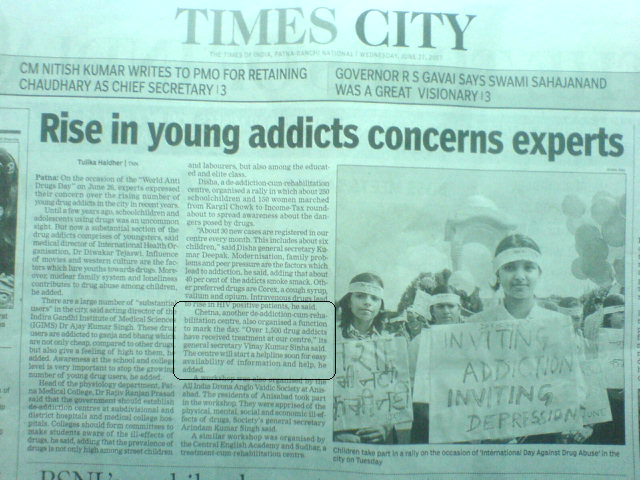 TIMES CITY
THE TIMES OF INDIA, PATNA-RANCHI NATIONAL | WEDNESDAY, JUNE 27, 2007
CM NITISH KUMAR WRITES TO PMO FOR RETAINING
CHAUDHARY AS CHIEF SECRETARY | 3
GOVERNOR R S GAVAI SAYS SWAMI SAHAJANAND
WAS A GREAT VISIONARY | 3
Rise in young addicts concerns experts
Tulika Haldher | TNN
Patna: On the occasion of the "World Anti
Drugs Day" on June 26, experts expressed
their concern over the rising number of
young drug addicts in the city in recent years.
Until a few years ago, schoolchildren and
adolescents using drugs was an uncommon
sight. But now a substantial section of the
drug addicts comprises of youngsters, said
medical director of International Health Or-
ganisation, Dr Diwakar Tejaswi. Influence
of movies and western culture are the fac-
tors which lure youths towards drugs. More-
over, nuclear family system and loneliness
contributes to drug abuse among children,
he added.
There are a large number of "substantial
users" in the city, said acting director of the
Indira Gandhi Institute of Medical Sciences
(IGIMS) Dr Ajay Kumar Singh. These drug
users are addicted to ganja and bhang which
are not only cheap, compared to other drugs
but also give a feeling of high to them, he
added. Awareness at the school and college
level is very important to stop the growing
number of young drug users, he added.
Head of the physiology department, Pat-
na Medical College, Dr Rajiv Ranjan Prasad
said that the government should establish
de-addiction centres at subdivisional and
district hospitals and medical college hos-
pitals. Colleges should form committees to
make students aware of the ill-effects of
drugs, he said, adding that the prevalence of
drugs is not only high among street children
and labourers, but also among the educat-
ed and elite class.
Disha, a de-addiction-cum-rehabilitation
centre, organised a rally in which about 250
schoolchildren and 150 women marched
from Kargil Chowk to Income-Tax round-
about to spread awareness about the dan-
gers posed by drugs.
"About 30 new cases are registered in our
centre every month. This includes about six
children," said Disha general secretary Ku-
mar Deepak. Modernisation, family prob-
lems and peer pressure are the factors which
lead to addiction, he said, adding that about
40 per cent of the addicts smoke smack. Oth-
er preferred drugs are Corex, a cough syrup,
valium and opium. Intravenous drugs lead
to rise in HIV positive patients, he said.
Chetna, another de-addiction-cum-reha-
bilitation centre, also organised a function
to mark the day. "Over 1,500 drug addicts
have received treatment at our centre," its
general secretary Vinay Kumar Sinha said.
The centre will start a helpline soon for easy
availability of information and help, he
added.
organised by the
All India Drona Anglo Vaidic Society at Anis-
abad. The residents of Anisabad took part
in the workshop. They were apprised of the
physical, mental, social and economic ill-ef-
fects of drugs, Society's general secretary
Arindam Kumar Singh said.
A similar workshop was organised by
the Central English Academy and Sudhar, a
treatment-cum-rehabilitation centre.
INVITING
ADDICTION
INVITING
DEPRESSION
Children take part in a rally on the occasion of 'International Day Against Drug Abuse' in the
city on Tuesday